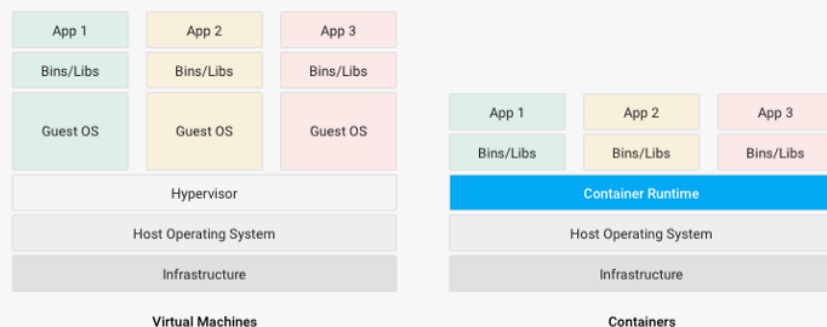 App 1
App 2
App 3
Bins/Libs
Bins/Libs
Bins/Libs
Guest OS
Guest OS
Guest OS
Hypervisor
Host Operating System
Infrastructure
Virtual Machines
App 1
App 2
App 3
Bins/Libs
Bins/Libs
Bins/Libs
Container Runtime
Host Operating System
Infrastructure
Containers